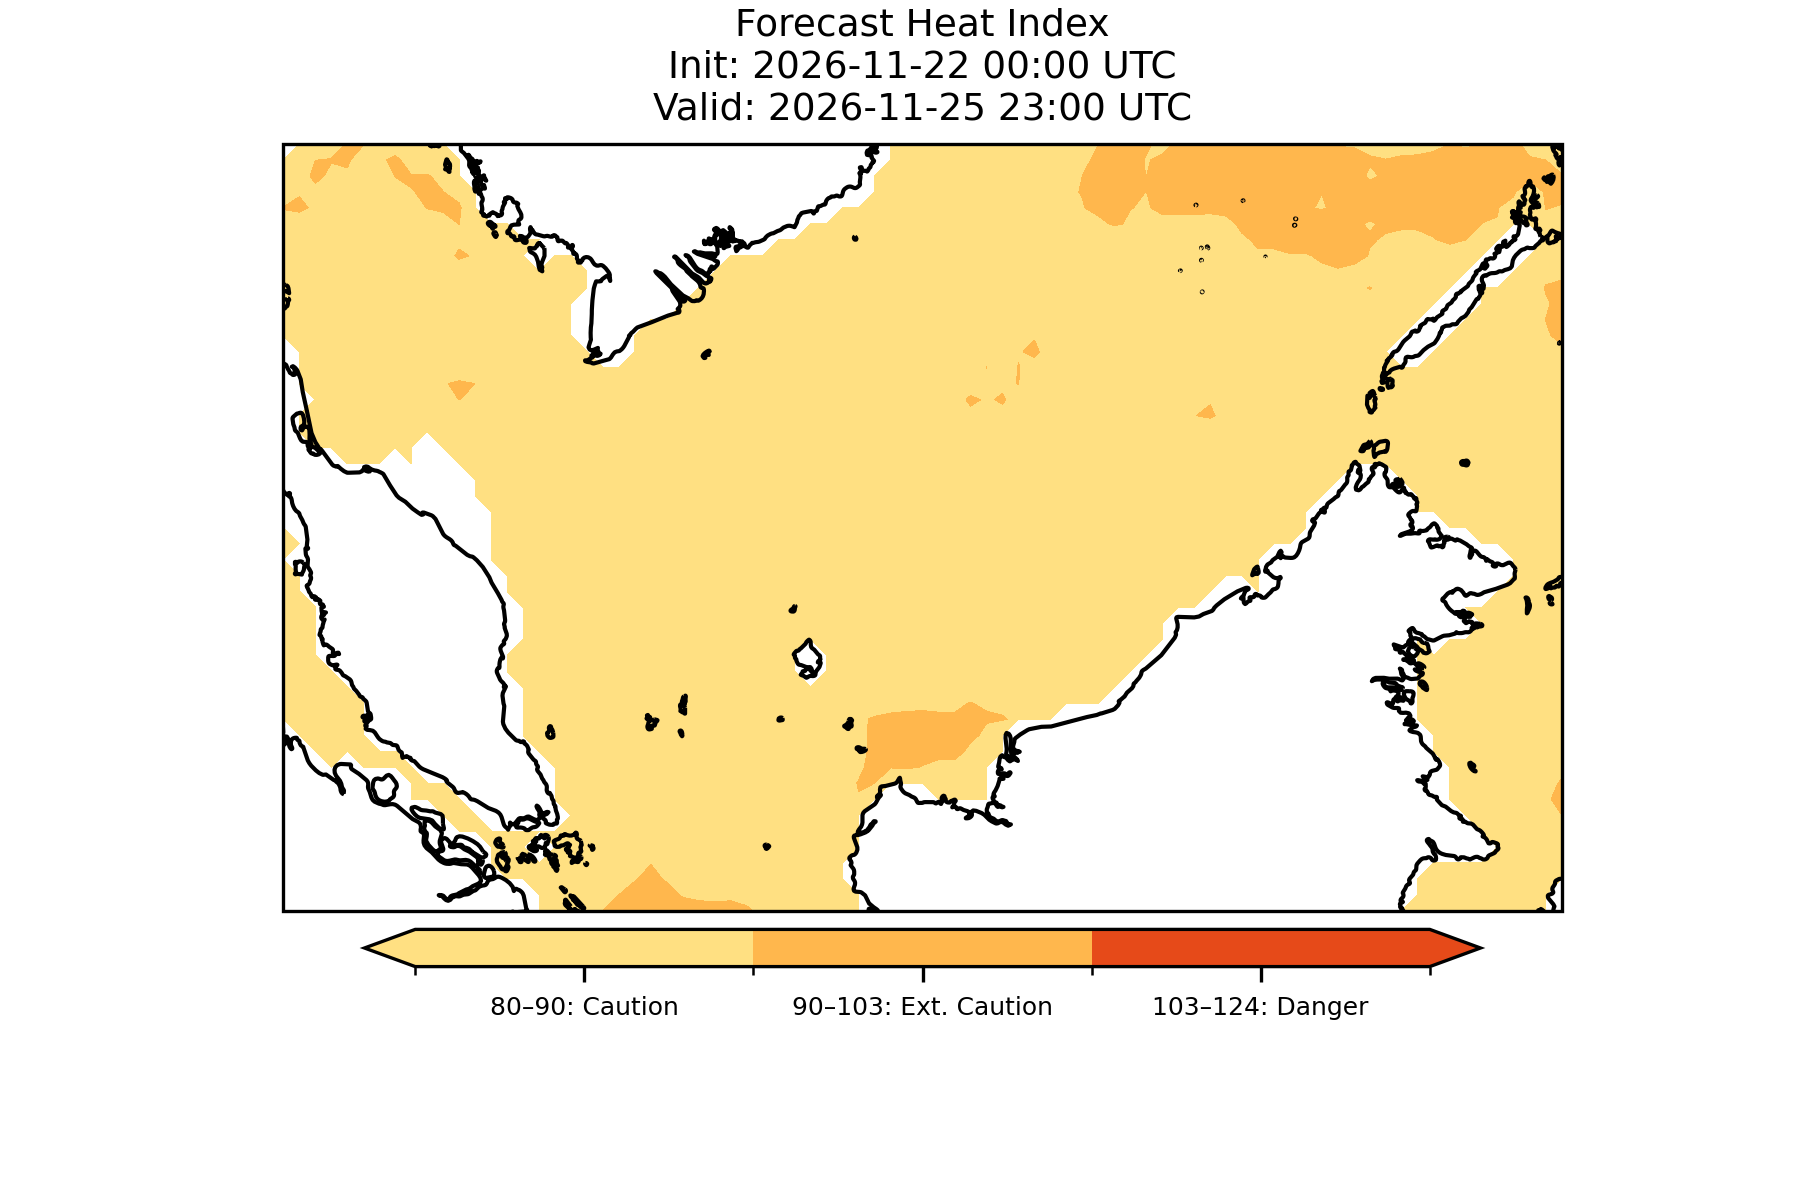 Forecast Heat Index
Init: 2026-11-22 00:00 UTC
Valid: 2026-11-25 23:00 UTC
80–90: Caution
90–103: Ext. Caution
103–124: Danger